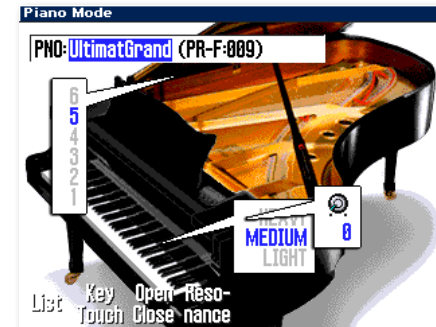 Piano Mode
PNO:UltimatGrand (PR-F:009)
6
5
4
3
2
1
HEAVY
MEDIUM
LIGHT
0
List Key Touch Open Close Reso-nance